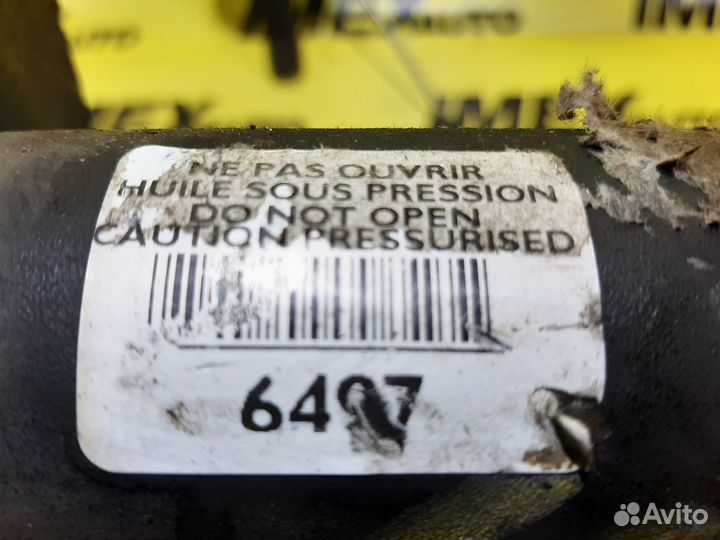 NE PAS OUVRIR
HUILE SOUS PRESSION
DO NOT OPEN
CAUTION PRESSURISED
Avito